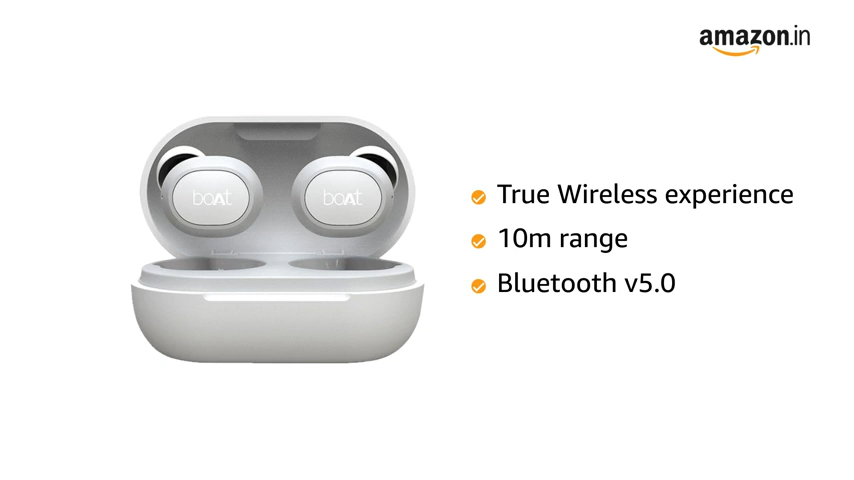 amazon.in
boAt
boAt
True Wireless experience
10m range
Bluetooth v5.0